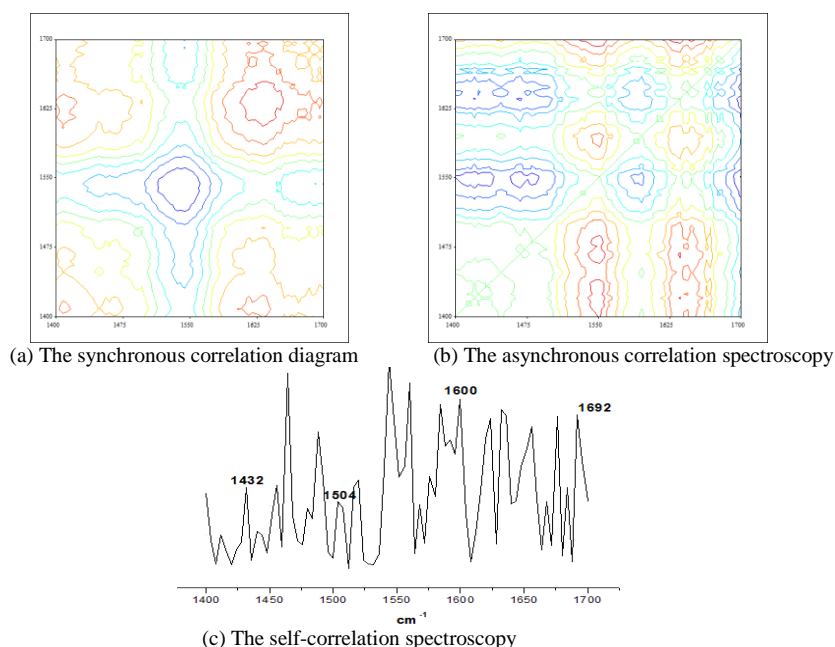 1700
1625
1550
1475
1400
1400 1475 1550 1625 1700
1700
1625
1550
1475
1400
1400 1475 1550 1625 1700
(a) The synchronous correlation diagram
(b) The asynchronous correlation spectroscopy
1432
1504
1600
1692
1400 1450 1500 1550 1600 1650 1700
cm -1
(c) The self-correlation spectroscopy